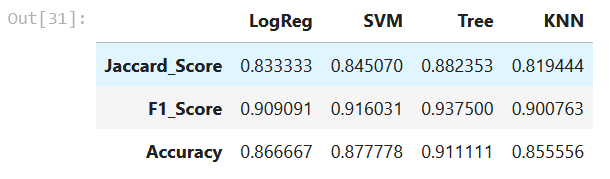 Out[31]:
LogReg SVM Tree KNN
Jaccard_Score 0.833333 0.845070 0.882353 0.819444
F1_Score 0.909091 0.916031 0.937500 0.900763
Accuracy 0.866667 0.877778 0.911111 0.855556